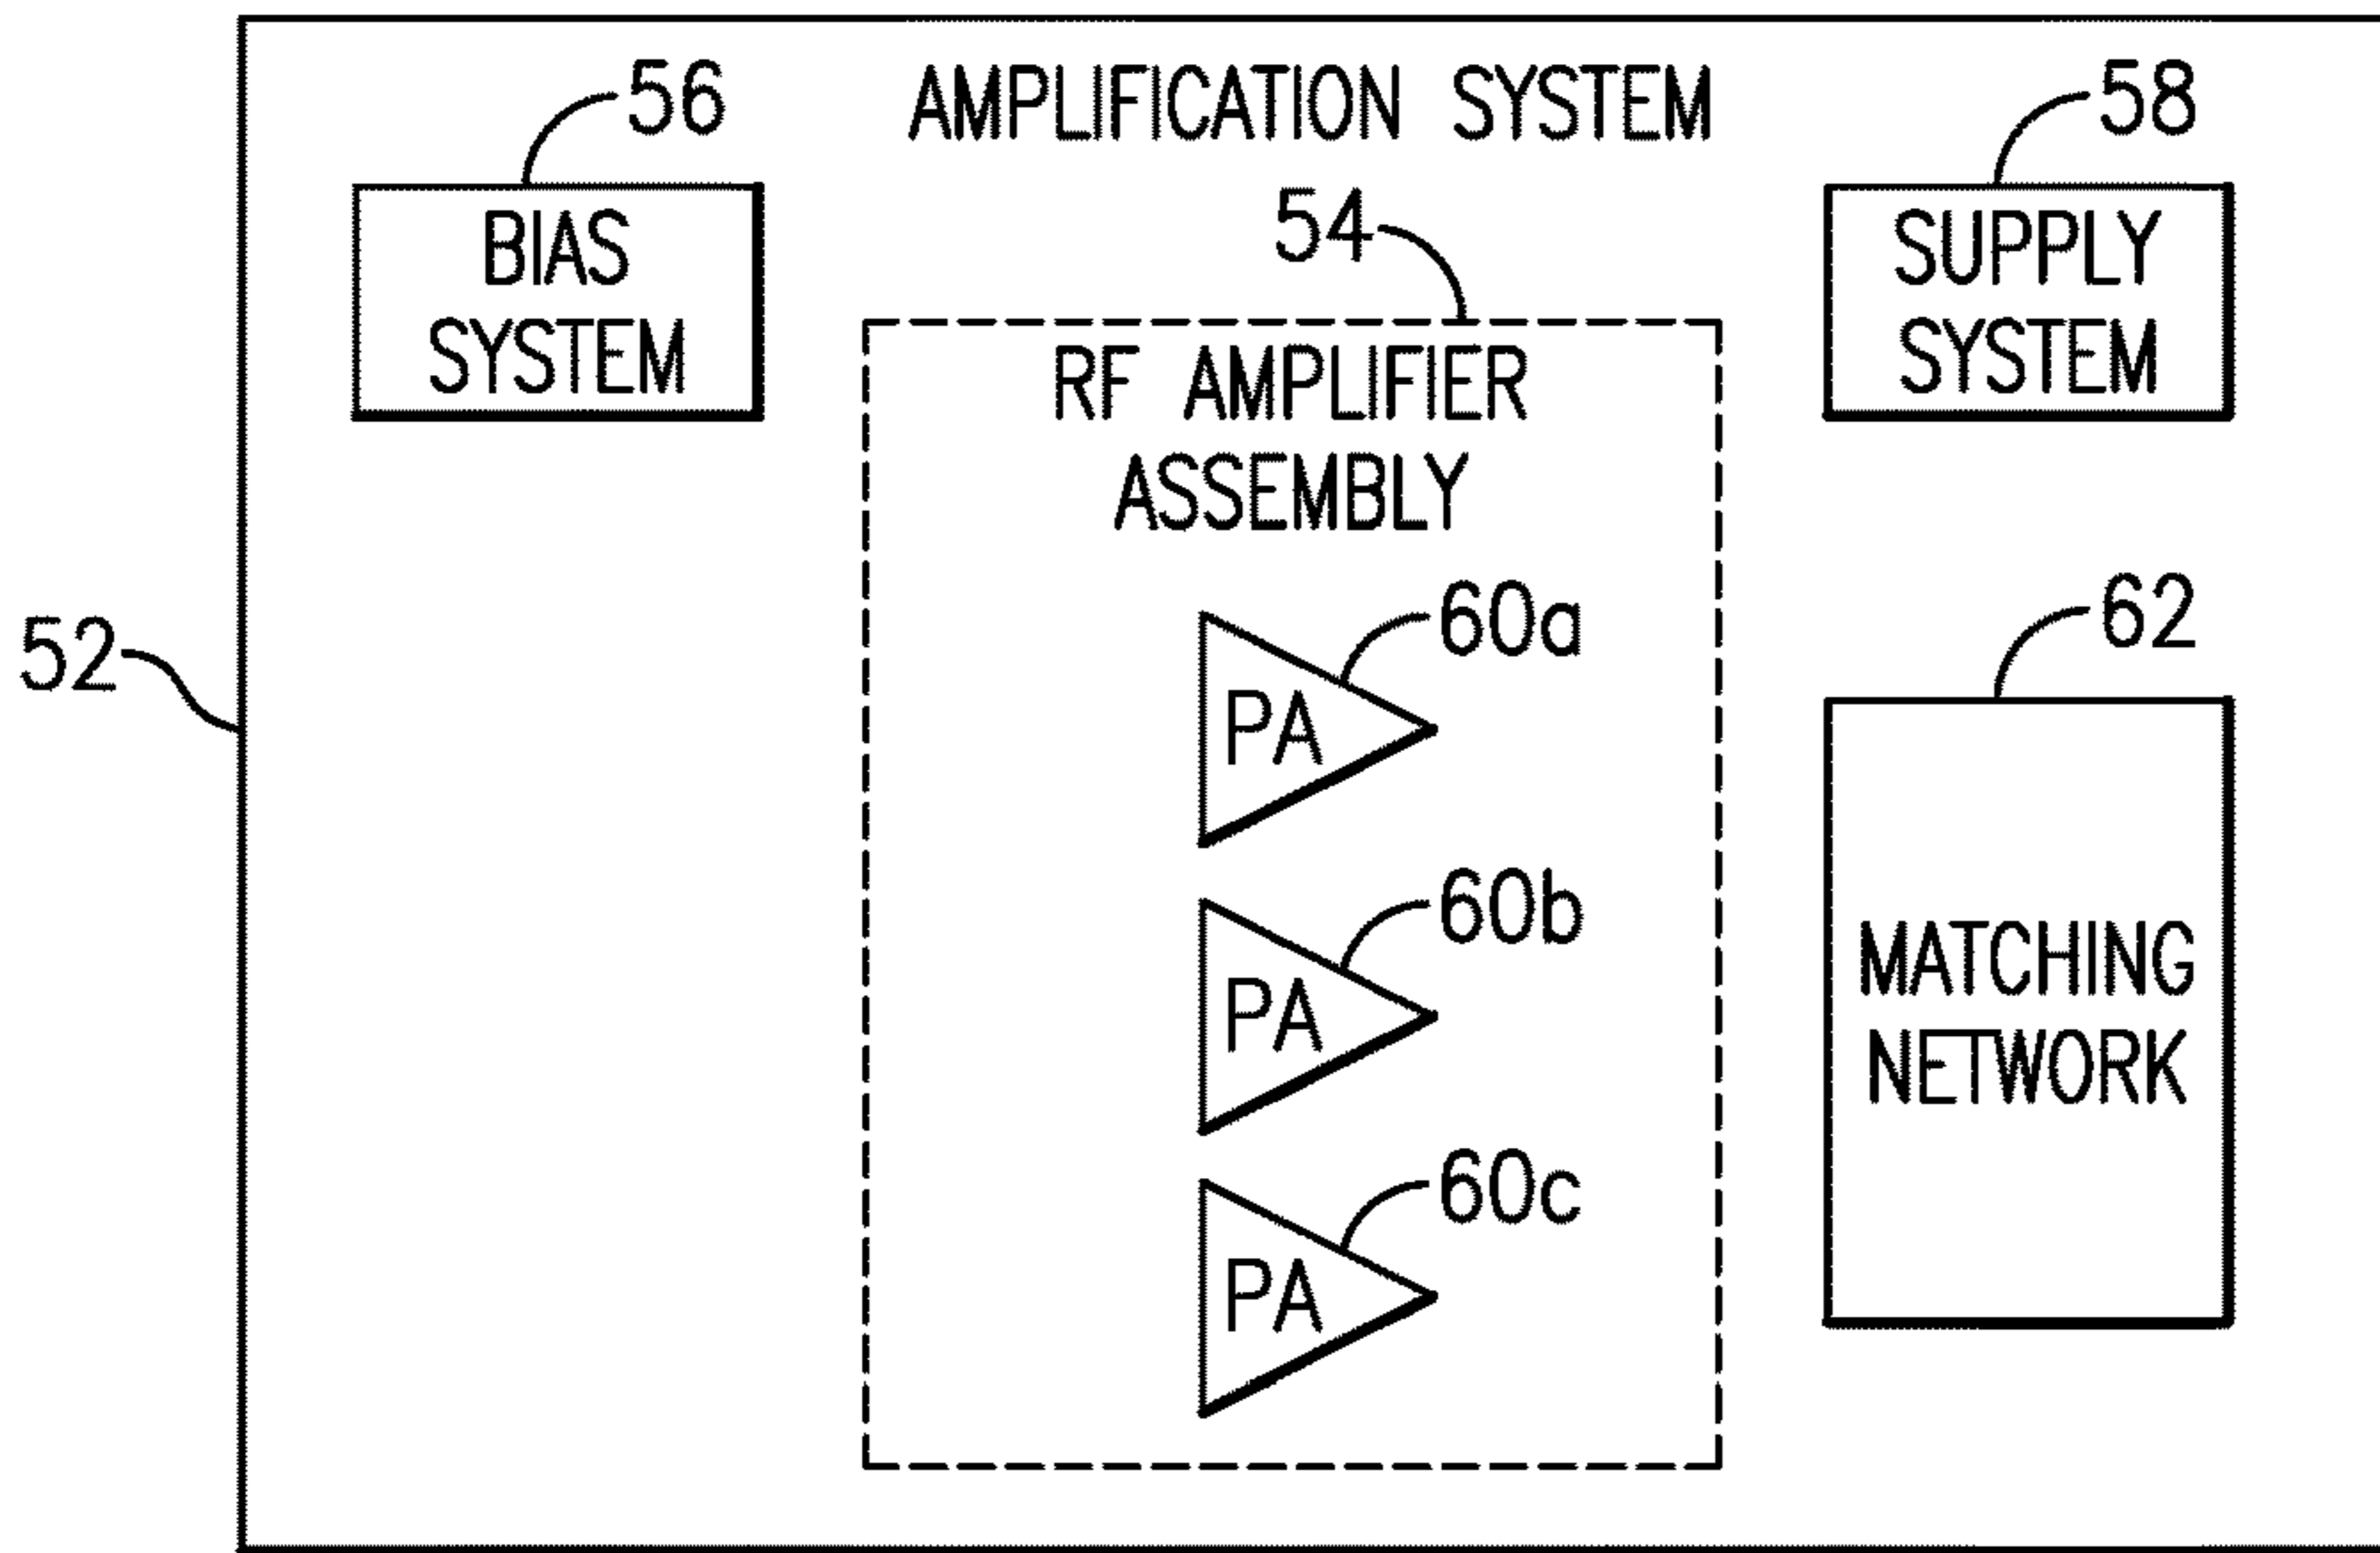 AMPLIFICATION SYSTEM
56
58
BIAS
SYSTEM
54
SUPPLY
SYSTEM
RF AMPLIFIER
ASSEMBLY
52
60a
PA
62
60b
PA
MATCHING
NETWORK
60c
PA